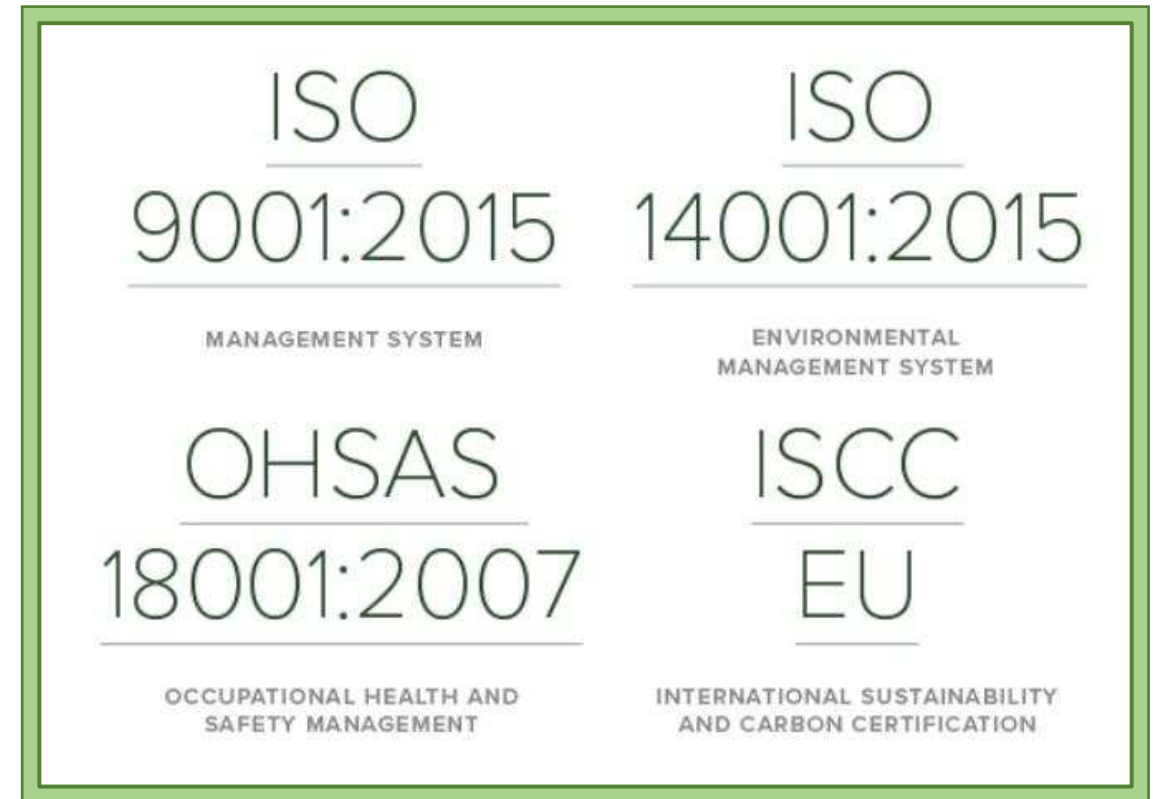 ISO
9001:2015
MANAGEMENT SYSTEM
ISO
14001:2015
ENVIRONMENTAL
MANAGEMENT SYSTEM
OHSAS
18001:2007
OCCUPATIONAL HEALTH AND
SAFETY MANAGEMENT
ISCC
EU
INTERNATIONAL SUSTAINABILITY
AND CARBON CERTIFICATION